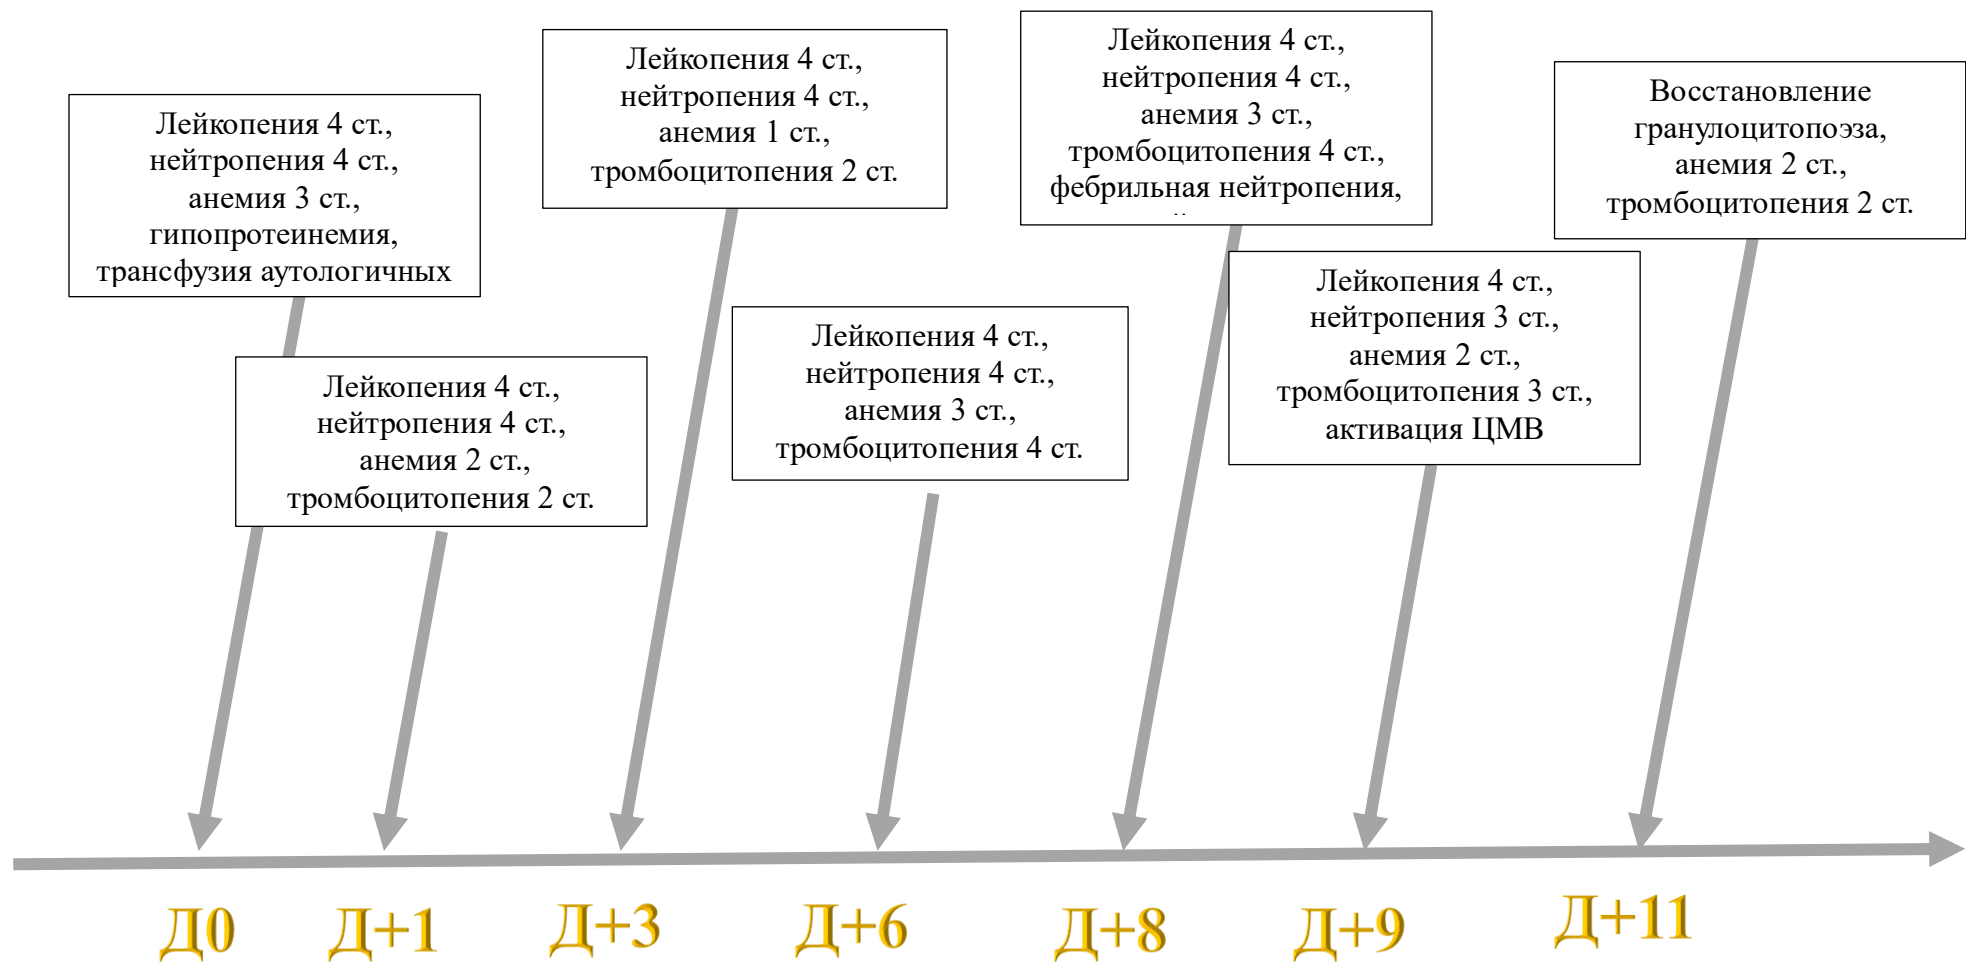 Лейкопения 4 ст.,
нейтропения 4 ст.,
анемия 3 ст.,
гипопротеинемия,
трансфузия аутологичных
Лейкопения 4 ст.,
нейтропения 4 ст.,
анемия 2 ст.,
тромбоцитопения 2 ст.
Лейкопения 4 ст.,
нейтропения 4 ст.,
анемия 1 ст.,
тромбоцитопения 2 ст.
Лейкопения 4 ст.,
нейтропения 4 ст.,
анемия 3 ст.,
тромбоцитопения 4 ст.
Лейкопения 4 ст.,
нейтропения 4 ст.,
анемия 3 ст.,
тромбоцитопения 4 ст.,
фебрильная нейтропения,
Лейкопения 4 ст.,
нейтропения 3 ст.,
анемия 2 ст.,
тромбоцитопения 3 ст.,
активация ЦМВ
Восстановление
гранулоцитопоэза,
анемия 2 ст.,
тромбоцитопения 2 ст.
Д0
Д+1
Д+3
Д+6
Д+8
Д+9
Д+11